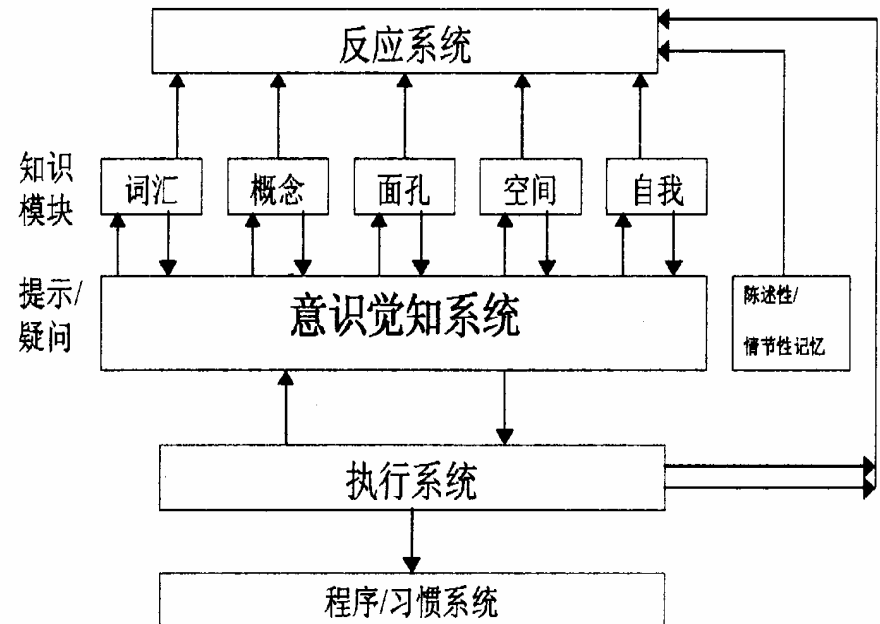 反应系统
知识
模块
词汇
概念
面孔
空间
自我
提示/
疑问
意识觉知系统
陈述性/
情节性记忆
执行系统
程序/习惯系统